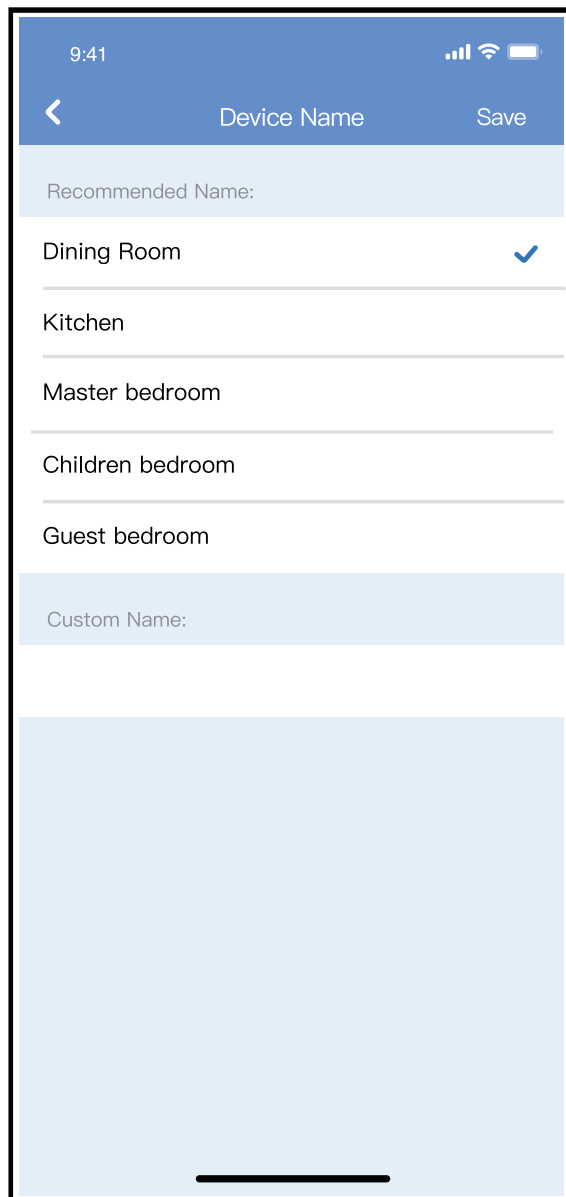 9:41
Device Name Save
Recommended Name:
Dining Room
Kitchen
Master bedroom
Children bedroom
Guest bedroom
Custom Name: